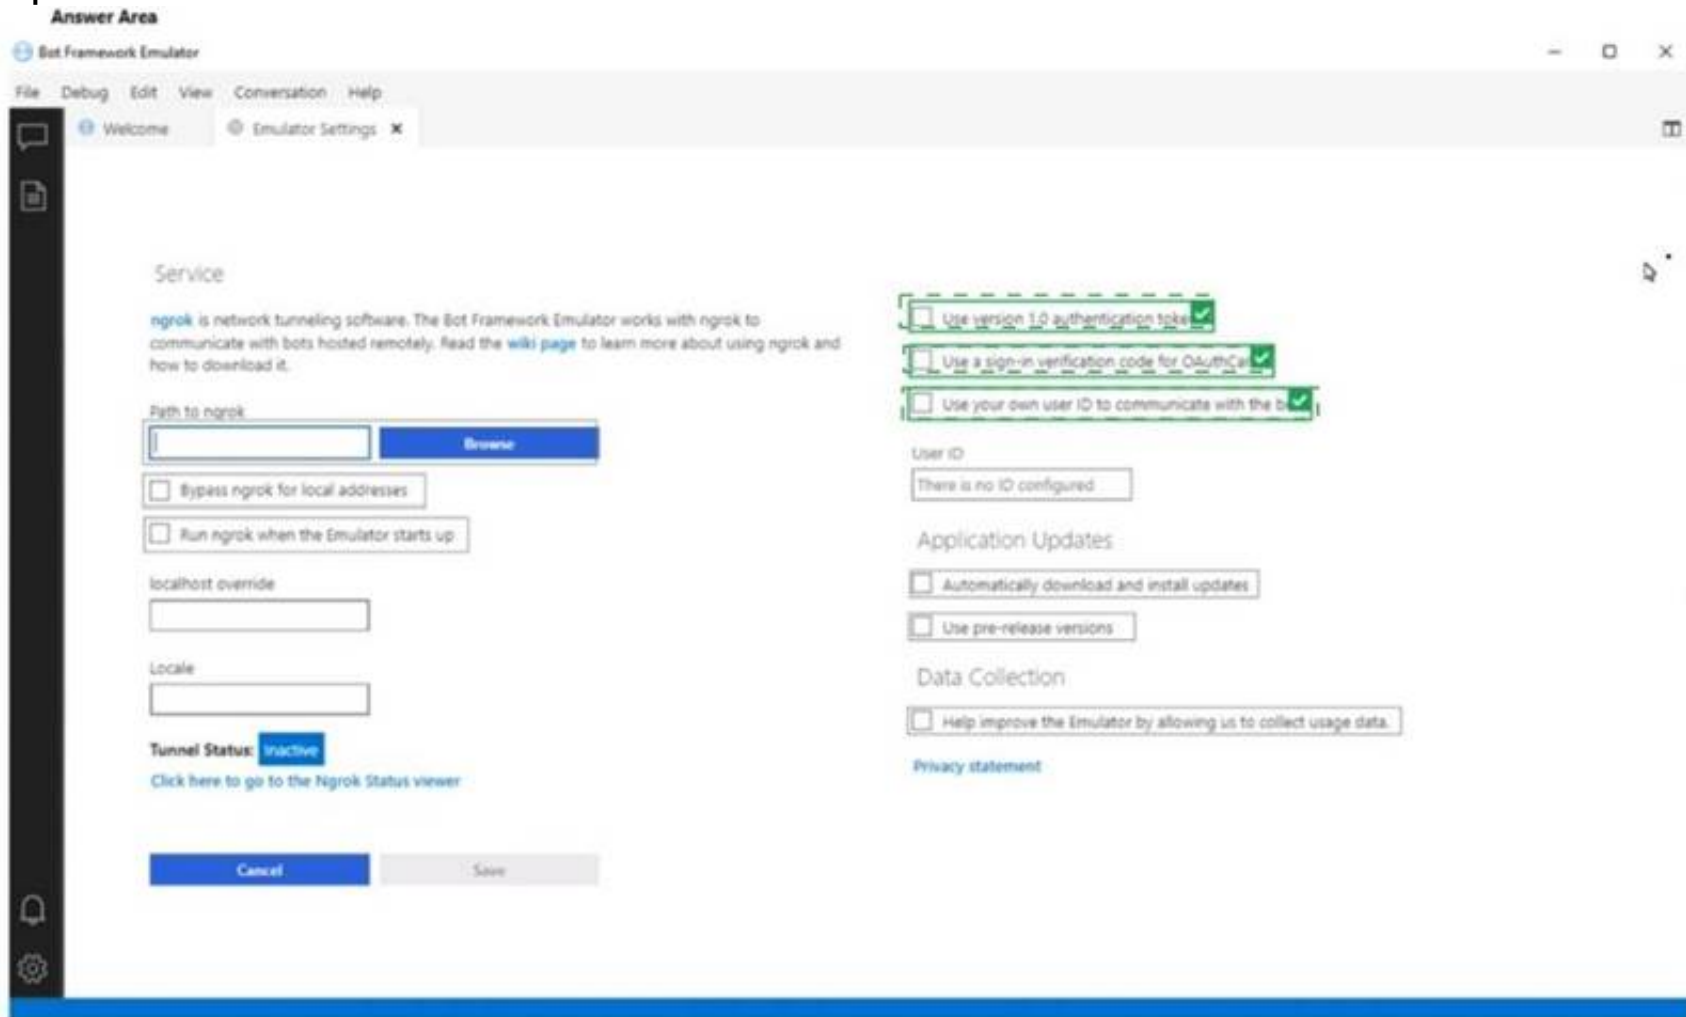 Answer Area
Bot Framework Emulator
File Debug Edit View Conversation Help
Welcome Emulator Settings
Service
ngrok is network tunneling software. The Bot Framework Emulator works with ngrok to
communicate with bots hosted remotely. Read the wiki page to learn more about using ngrok and
how to download it.
Path to ngrok
Browse
Bypass ngrok for local addresses
Run ngrok when the Emulator starts up
localhost override
Locale
Tunnel Status: Inactive
Click here to go to the Ngrok Status viewer
Cancel Save
Use version 1.0 authentication
Use a sign-in verification code for
Use your own user ID to communicate with the
User ID
There is no ID configured
Application Updates
Automatically download and install updates
Use pre-release versions
Data Collection
Help improve the Emulator by allowing us to collect usage data.
Privacy statement